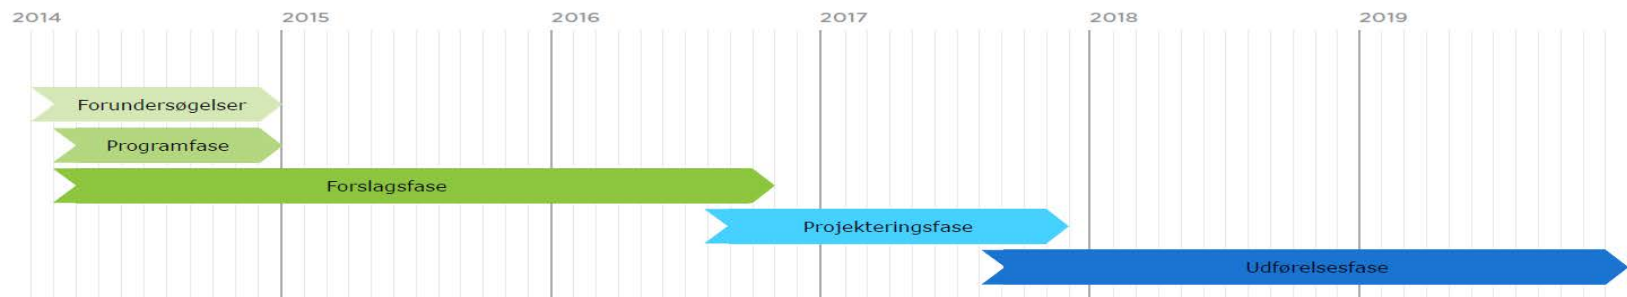 2014 2015 2016 2017 2018 2019
Forundersøgelser
Programfase
Forslagsfase
Projekteringsfase
Udførelsesfase